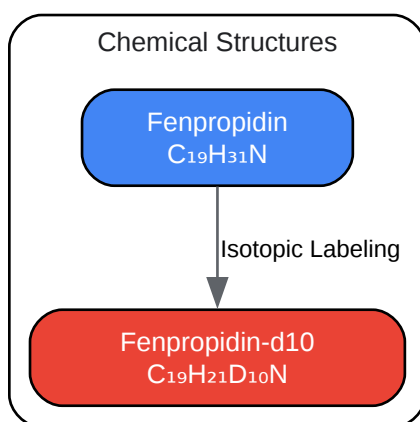 Chemical Structures
Fenpropidin
C₁₉H₃₁N
Isotopic Labeling
Fenpropidin-d10
C₁₉H₂₁D₁₀N